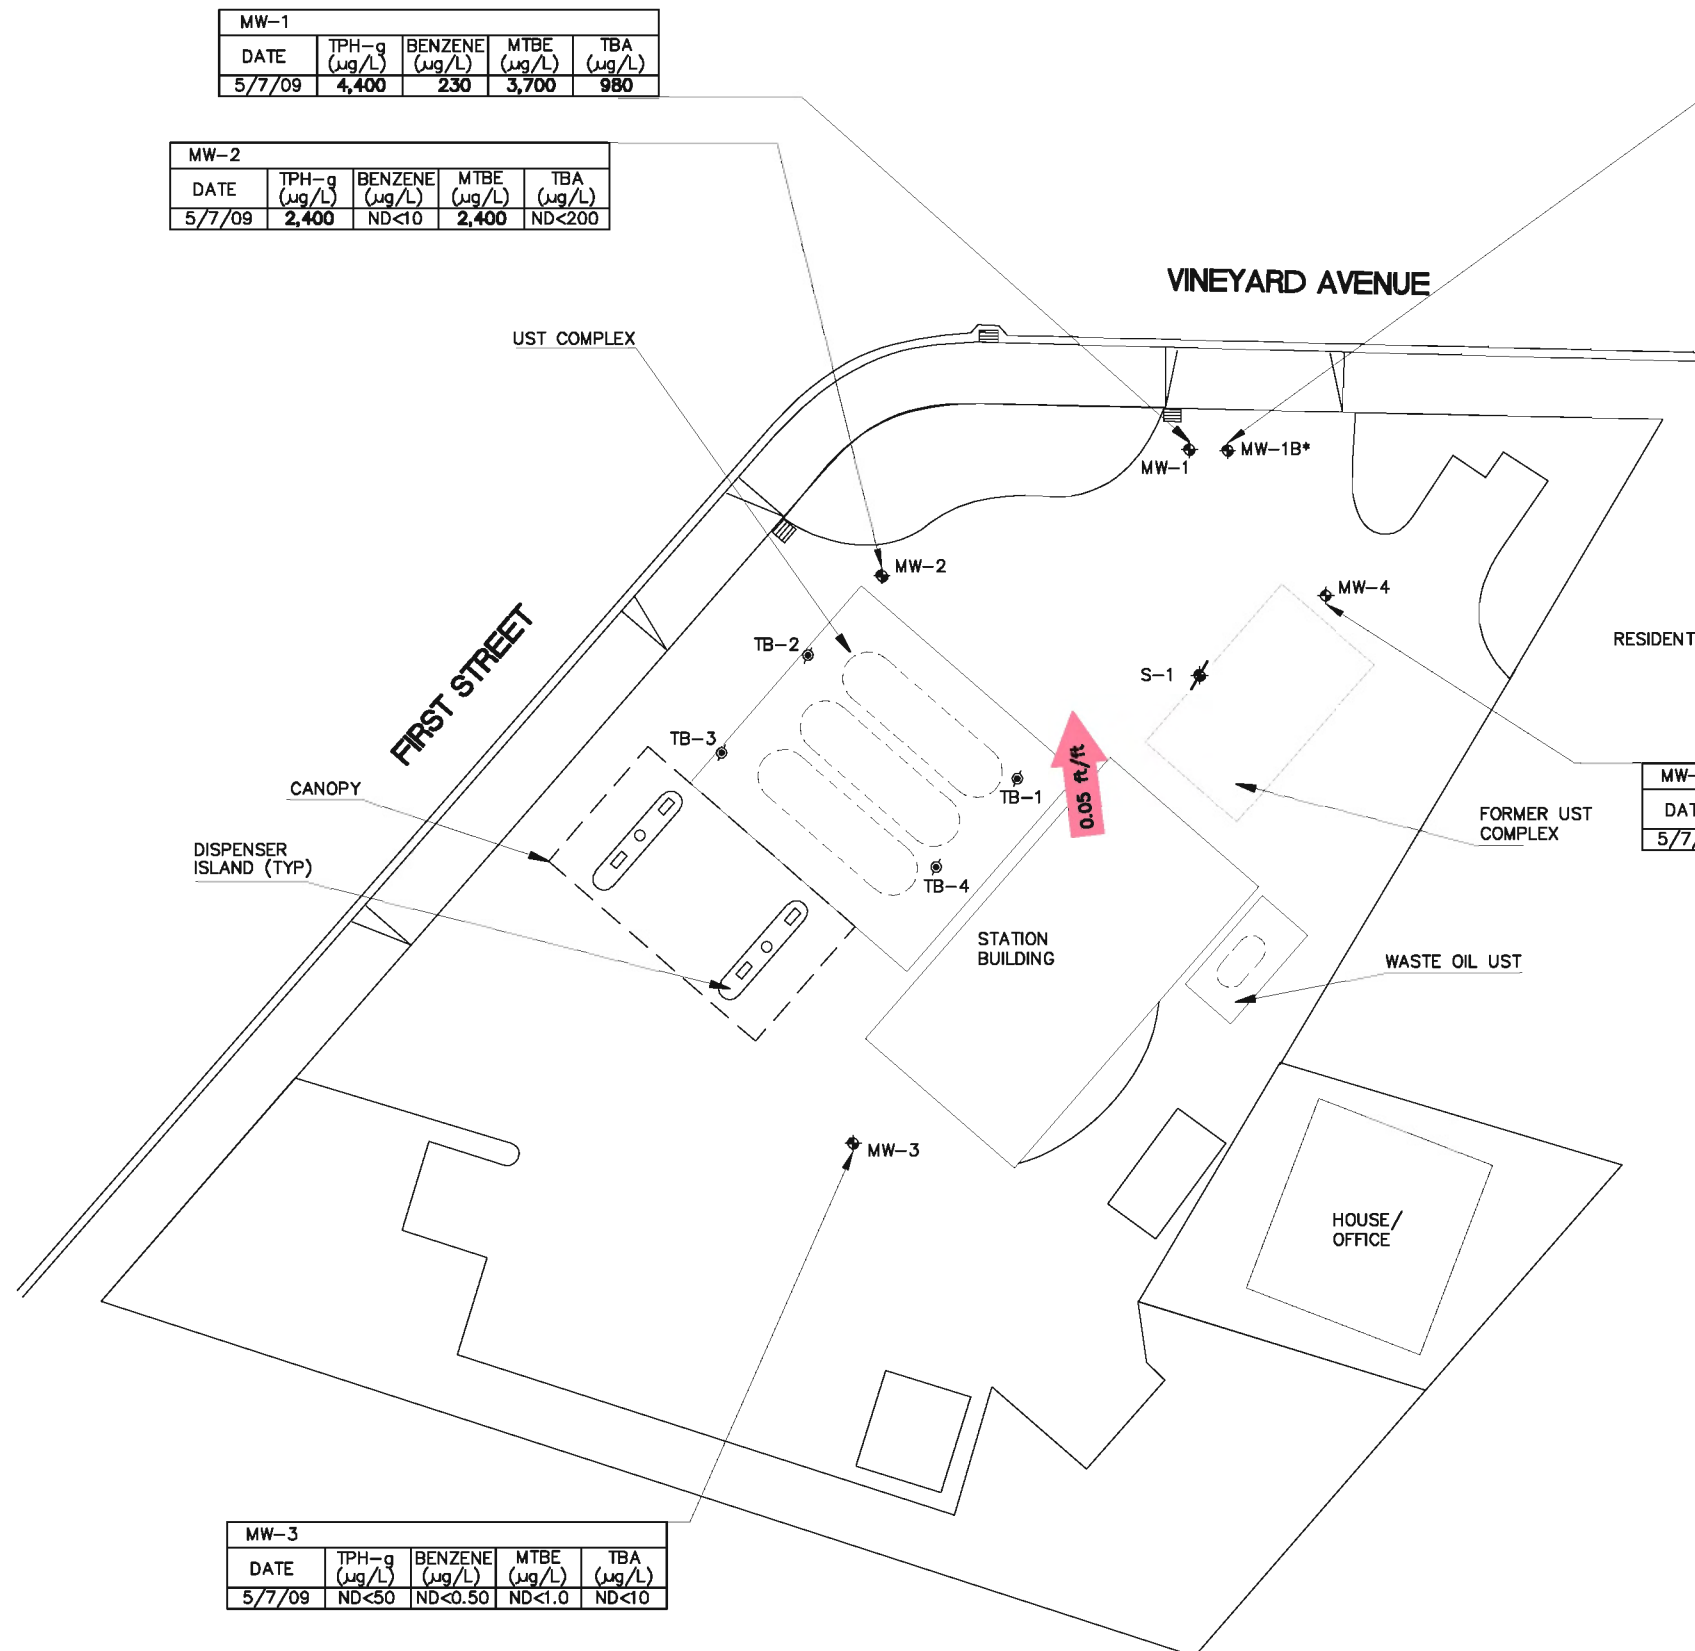 MW-1
DATE TPH-g (µg/L) BENZENE (µg/L) MTBE (µg/L) TBA (µg/L)
5/7/09 4,400 230 3,700 980
MW-2
DATE TPH-g (µg/L) BENZENE (µg/L) MTBE (µg/L) TBA (µg/L)
5/7/09 2,400 ND<10 2,400 ND<200
VINEYARD AVENUE
UST COMPLEX
MW-1
MW-1B*
MW-2
MW-4
FIRST STREET
TB-2
RESIDENT
S-1
TB-3
0.05 ft/ft
MW-
DAT
5/7/
CANOPY
TB-1
FORMER UST
COMPLEX
DISPENSER
ISLAND (TYP)
TB-4
STATION
BUILDING
WASTE OIL UST
MW-3
HOUSE/
OFFICE
MW-3
DATE TPH-g (µg/L) BENZENE (µg/L) MTBE (µg/L) TBA (µg/L)
5/7/09 ND<50 ND<0.50 ND<1.0 ND<10